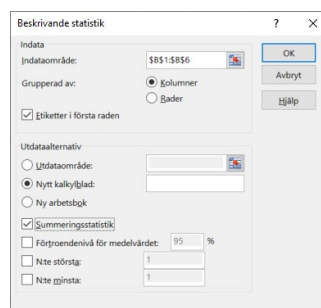 Beskrivande statistik ? X
Indata
Indataområde: $B$1:$B$6
OK
Avbryt
Grupperad av: Kolumner
Rader
Hjälp
Etiketter i första raden
Utdataalternativ
Utdataområde:
Nytt kalkylblad:
Ny arbetsbok
Summeringsstatistik
Förtroendenivå för medelvärdet: 95 %
N:te största: 1
N:te minsta: 1